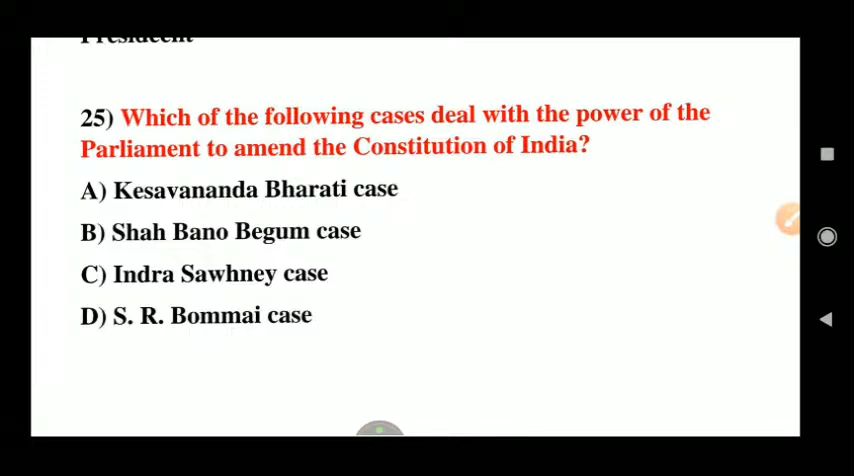 25) Which of the following cases deal with the power of the
Parliament to amend the Constitution of India?
A) Kesavananda Bharati case
B) Shah Bano Begum case
C) Indra Sawhney case
D) S. R. Bommai case